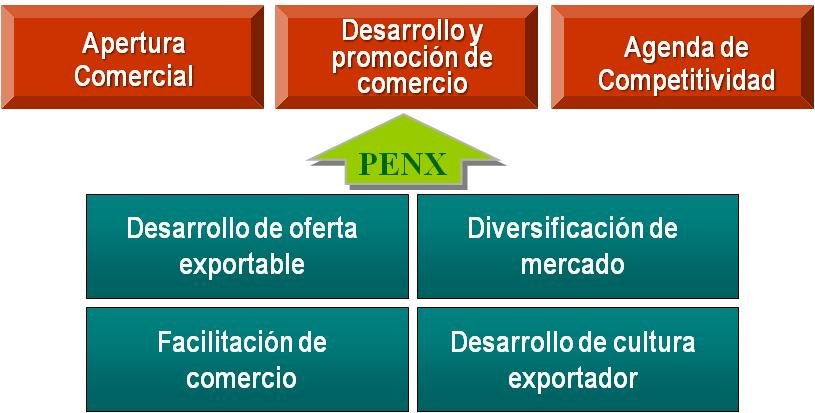 Apertura
Comercial
Desarrollo y
promoción de
comercio
Agenda de
Competitividad
PENX
Desarrollo de oferta
exportable
Diversificación de
mercado
Facilitación de
comercio
Desarrollo de cultura
exportador